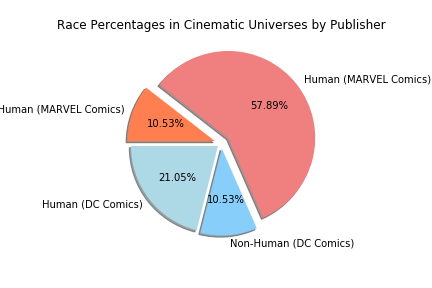 Race Percentages in Cinematic Universes by Publisher
Human (MARVEL Comics)
57.89%
Human (MARVEL Comics)
10.53%
21.05%
10.53%
Human (DC Comics)
Non-Human (DC Comics)